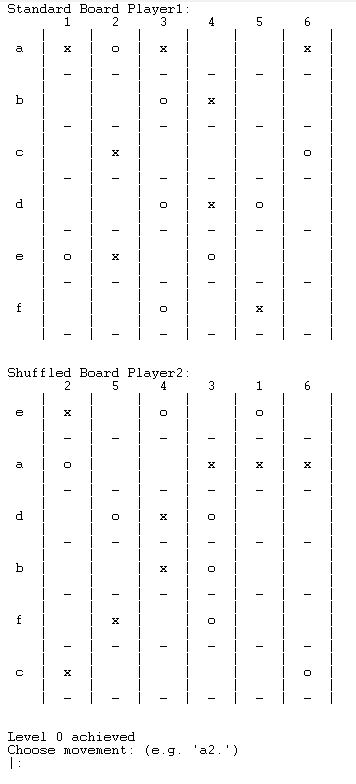 Standard Board Player1:
1 2 3 4 5 6
a | x | o | x | | | x |
| _ | _ | _ | _ | _ | _ |
b | | | o | x | | |
| _ | _ | _ | _ | _ | _ |
c | | x | | | | o |
| _ | _ | _ | _ | _ | _ |
d | | | o | x | o | |
| _ | _ | _ | _ | _ | _ |
e | o | x | | o | | |
| _ | _ | _ | _ | _ | _ |
f | | | o | | x | |
| _ | _ | _ | _ | _ | _ |
Shuffled Board Player2:
2 5 4 3 1 6
e | x | | o | | o | |
| _ | _ | _ | _ | _ | _ |
a | o | | | x | x | x |
| _ | _ | _ | _ | _ | _ |
d | | o | x | o | | |
| _ | _ | _ | _ | _ | _ |
b | | | x | o | | |
| _ | _ | _ | _ | _ | _ |
f | | x | | o | | |
| _ | _ | _ | _ | _ | _ |
c | x | | | | | o |
| _ | _ | _ | _ | _ | _ |
Level 0 achieved
Choose movement: (e.g. 'a2.')
|: